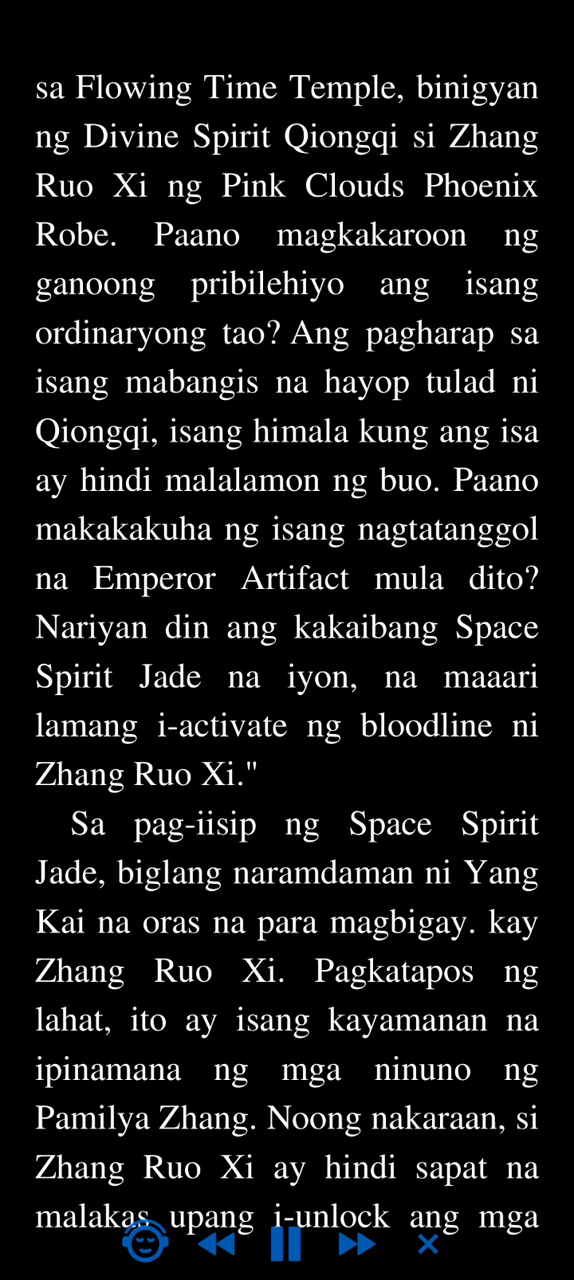 sa Flowing Time Temple, binigyan
ng Divine Spirit Qiongqi si Zhang
Ruo Xi ng Pink Clouds Phoenix
Robe. Paano magkakaroon ng
ganoong pribilehiyo ang isang
ordinaryong tao? Ang pagharap sa
isang mabangis na hayop tulad ni
Qiongqi, isang himala kung ang isa
ay hindi malalamon ng buo. Paano
makakakuha ng isang nagtatanggol
na Emperor Artifact mula dito?
Nariyan din ang kakaibang Space
Spirit Jade na iyon, na maaari
lamang i-activate ng bloodline ni
Zhang Ruo Xi."
Sa pag-iisip ng Space Spirit
Jade, biglang naramdaman ni Yang
Kai na oras na para magbigay. kay
Zhang Ruo Xi. Pagkatapos ng
lahat, ito ay isang kayamanan na
ipinamana ng mga ninuno ng
Pamilya Zhang. Noong nakaraan, si
Zhang Ruo Xi ay hindi sapat na
malakas upang i-unlock ang mga